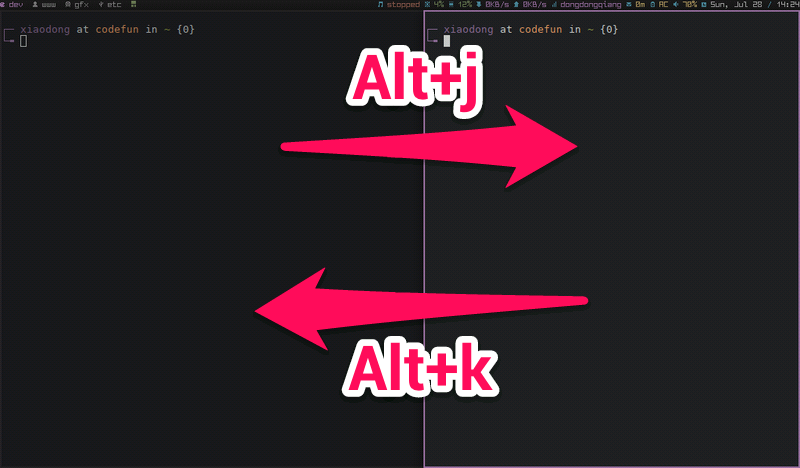 dev www gfx etc stopped 4% 12% 0KB/s 0KB/s dongdongqiang 0m AC 70% Sun, Jul 28 / 14:24
xiaodong at codefun in ~ {0}
xiaodong at codefun in ~ {0}
Alt+j
Alt+k